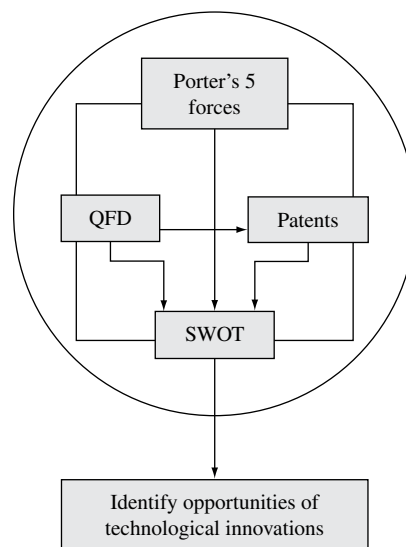 Porter’s 5
forces
QFD
Patents
SWOT
Identify opportunities of
technological innovations